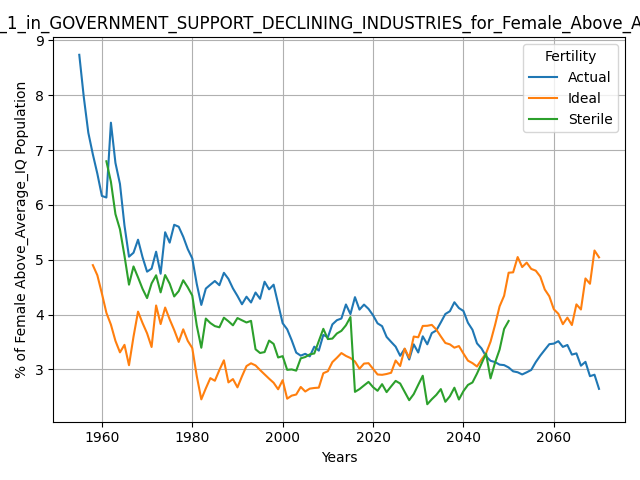 _1_in_GOVERNMENT_SUPPORT_DECLINING_INDUSTRIES_for_Female_Above_A
9
8
7
6
5
4
3
1960
1980
2000
2020
2040
2060
Years
% of Female Above_Average_IQ Population
Fertility
Actual
Ideal
Sterile